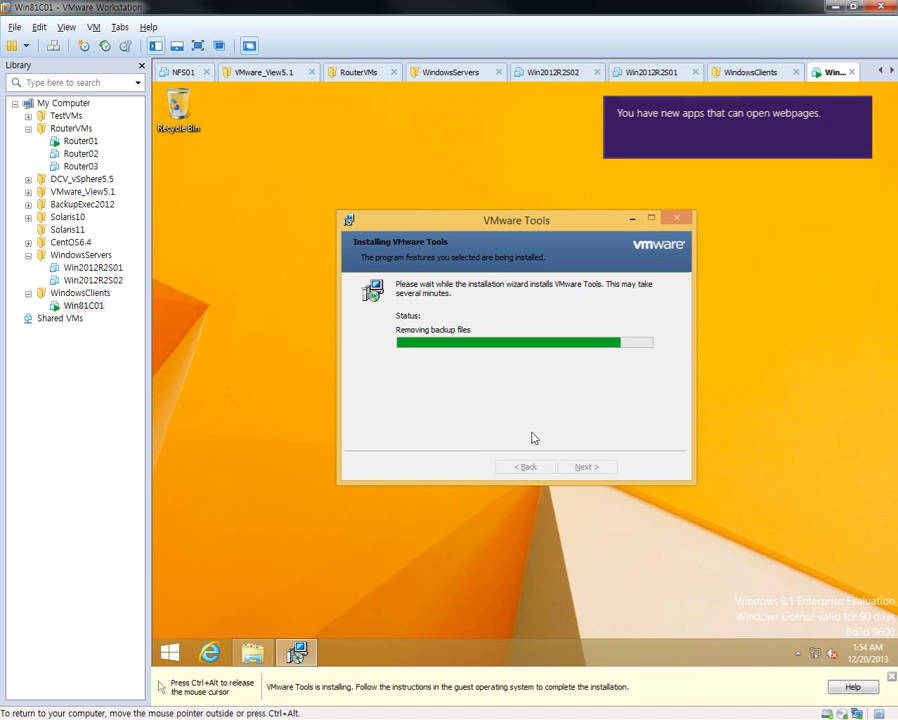 Win81C01 - VMware Workstation
File Edit View VM Tabs Help
Library
Type here to search
My Computer
TestVMs
RouterVMs
Router01
Router02
Router03
DCV_vSphere5.5
VMware_View5.1
BackupExec2012
Solaris10
Solaris11
CentOS6.4
WindowsServers
Win2012R2S01
Win2012R2S02
WindowsClients
Win81C01
Shared VMs
NFS01 VMware_View5.1 RouterVMs WindowsServers Win2012R2S02 Win2012R2S01 WindowsClients Win...
Recycle Bin
You have new apps that can open webpages.
VMware Tools
Installing VMware Tools
vmware
The program features you selected are being installed.
Please wait while the installation wizard installs VMware Tools. This may take
several minutes.
Status:
Removing backup files
< Back Next >
Windows 8.1 Enterprise Evaluation
Windows License valid for 90 days
Build 9600
1:54 AM
12/20/2013
Press Ctrl+Alt to release
the mouse cursor
VMware Tools is installing. Follow the instructions in the guest operating system to complete the installation.
Help
To return to your computer, move the mouse pointer outside or press Ctrl+Alt.